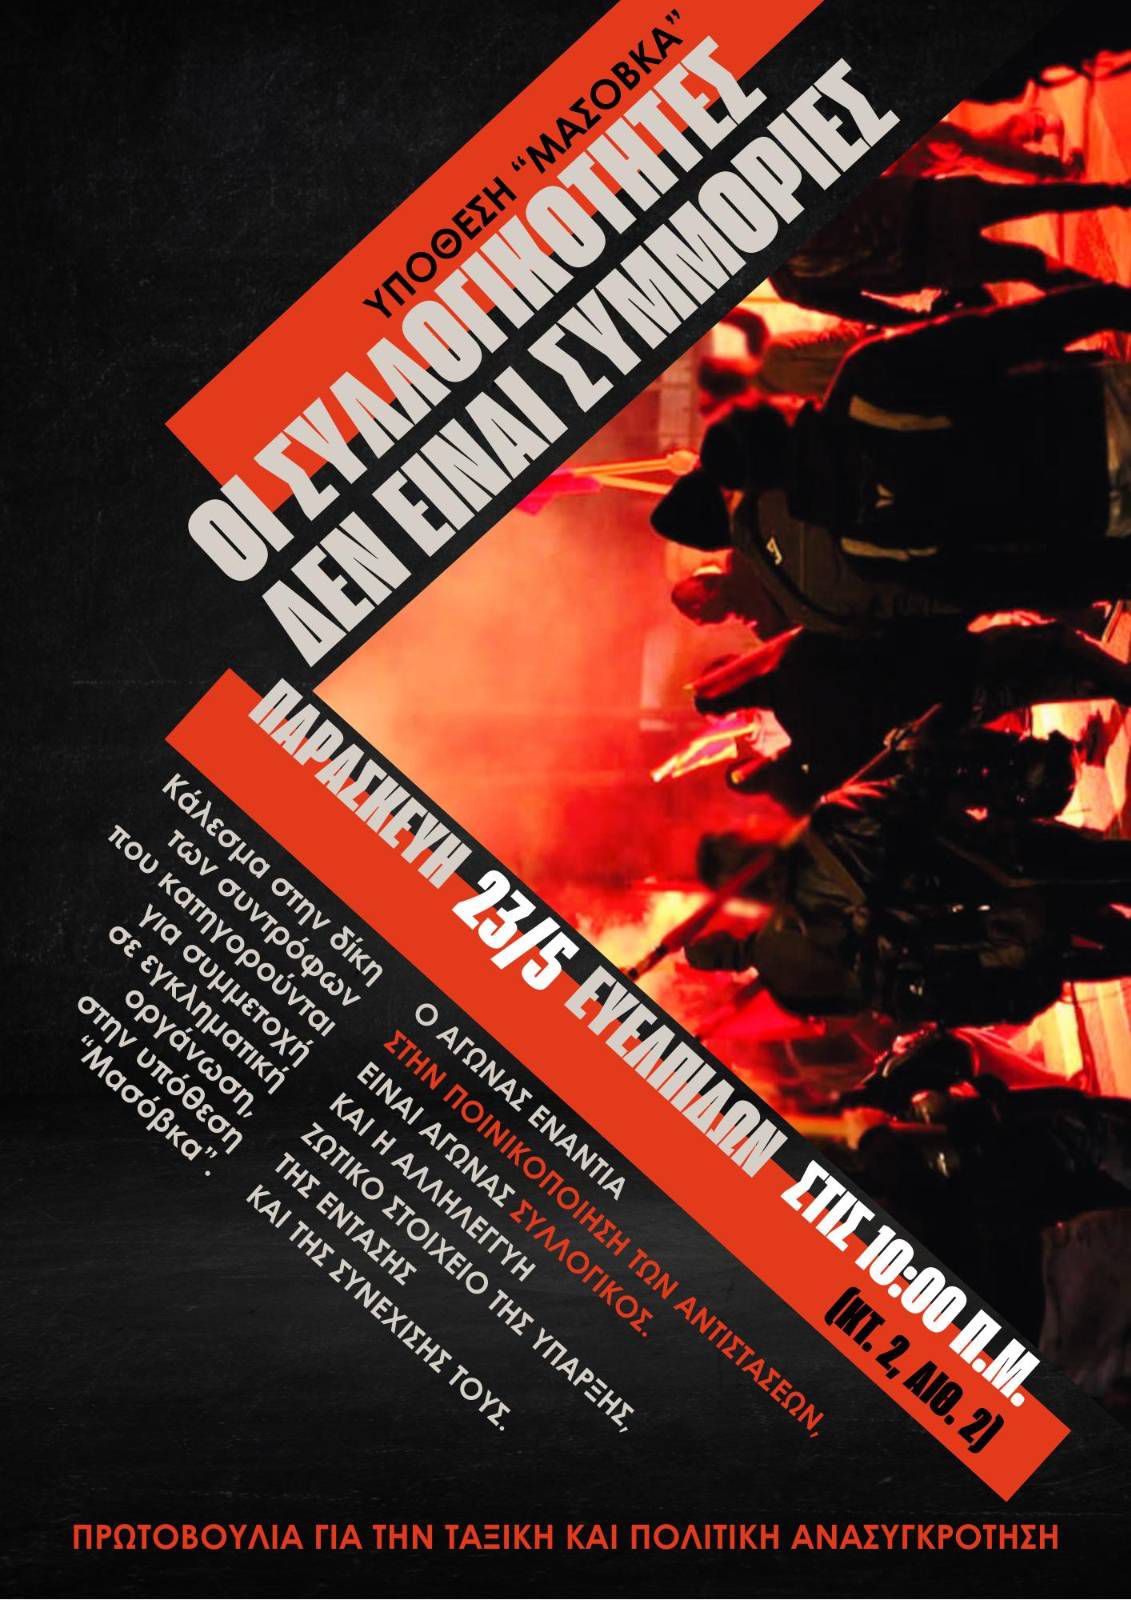 ΥΠΟΘΕΣΗ “ΜΑΣΟΒΚΑ”
ΟΙ ΣΥΛΛΟΓΙΚΟΤΗΤΕΣ
ΔΕΝ ΕΙΝΑΙ ΣΥΜΜΟΡΙΕΣ
ΠΑΡΑΣΚΕΥΗ 23/5 ΕΥΕΛΠΙΔΩΝ ΣΤΙΣ 10:00 Π.Μ.
(ΚΤ. 2, ΑΙΘ. 2)
Κάλεσμα στην δίκη
των συντρόφων
που κατηγορούνται
για συμμετοχή
σε εγκληματική
οργάνωση,
στην υπόθεση
“Μασόβκα”.
Ο ΑΓΩΝΑΣ ΕΝΑΝΤΙΑ
ΣΤΗΝ ΠΟΙΝΙΚΟΠΟΙΗΣΗ ΤΩΝ ΑΝΤΙΣΤΑΣΕΩΝ,
ΕΙΝΑΙ ΑΓΩΝΑΣ ΣΥΛΛΟΓΙΚΟΣ.
ΚΑΙ Η ΑΛΛΗΛΕΓΓΥΗ
ΖΩΤΙΚΟ ΣΤΟΙΧΕΙΟ ΤΗΣ ΥΠΑΡΞΗΣ,
ΤΗΣ ΕΝΤΑΣΗΣ
ΚΑΙ ΤΗΣ ΣΥΝΕΧΙΣΗΣ ΤΟΥΣ.
ΠΡΩΤΟΒΟΥΛΙΑ ΓΙΑ ΤΗΝ ΤΑΞΙΚΗ ΚΑΙ ΠΟΛΙΤΙΚΗ ΑΝΑΣΥΓΚΡΟΤΗΣΗ